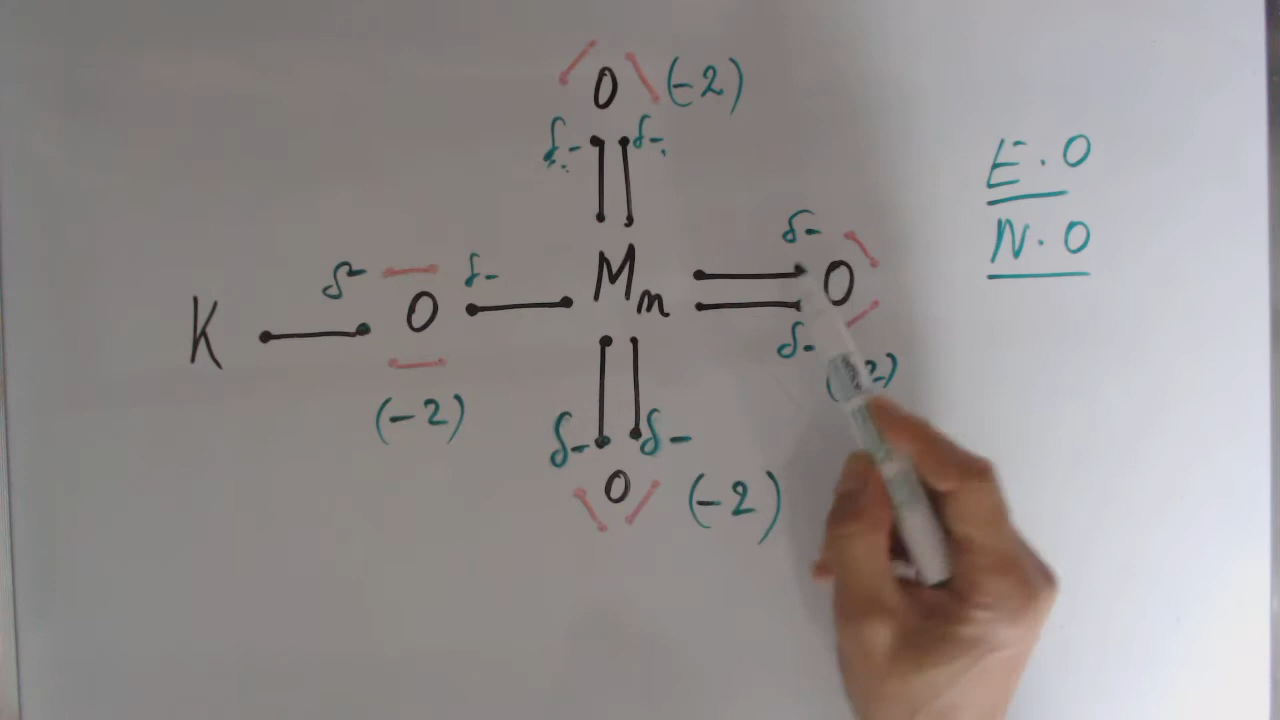 O (-2)
δ- δ-
E.O
δ-
N.O
K δ- O δ- Mn O
δ-
(-2)
δ- δ-
O (-2)